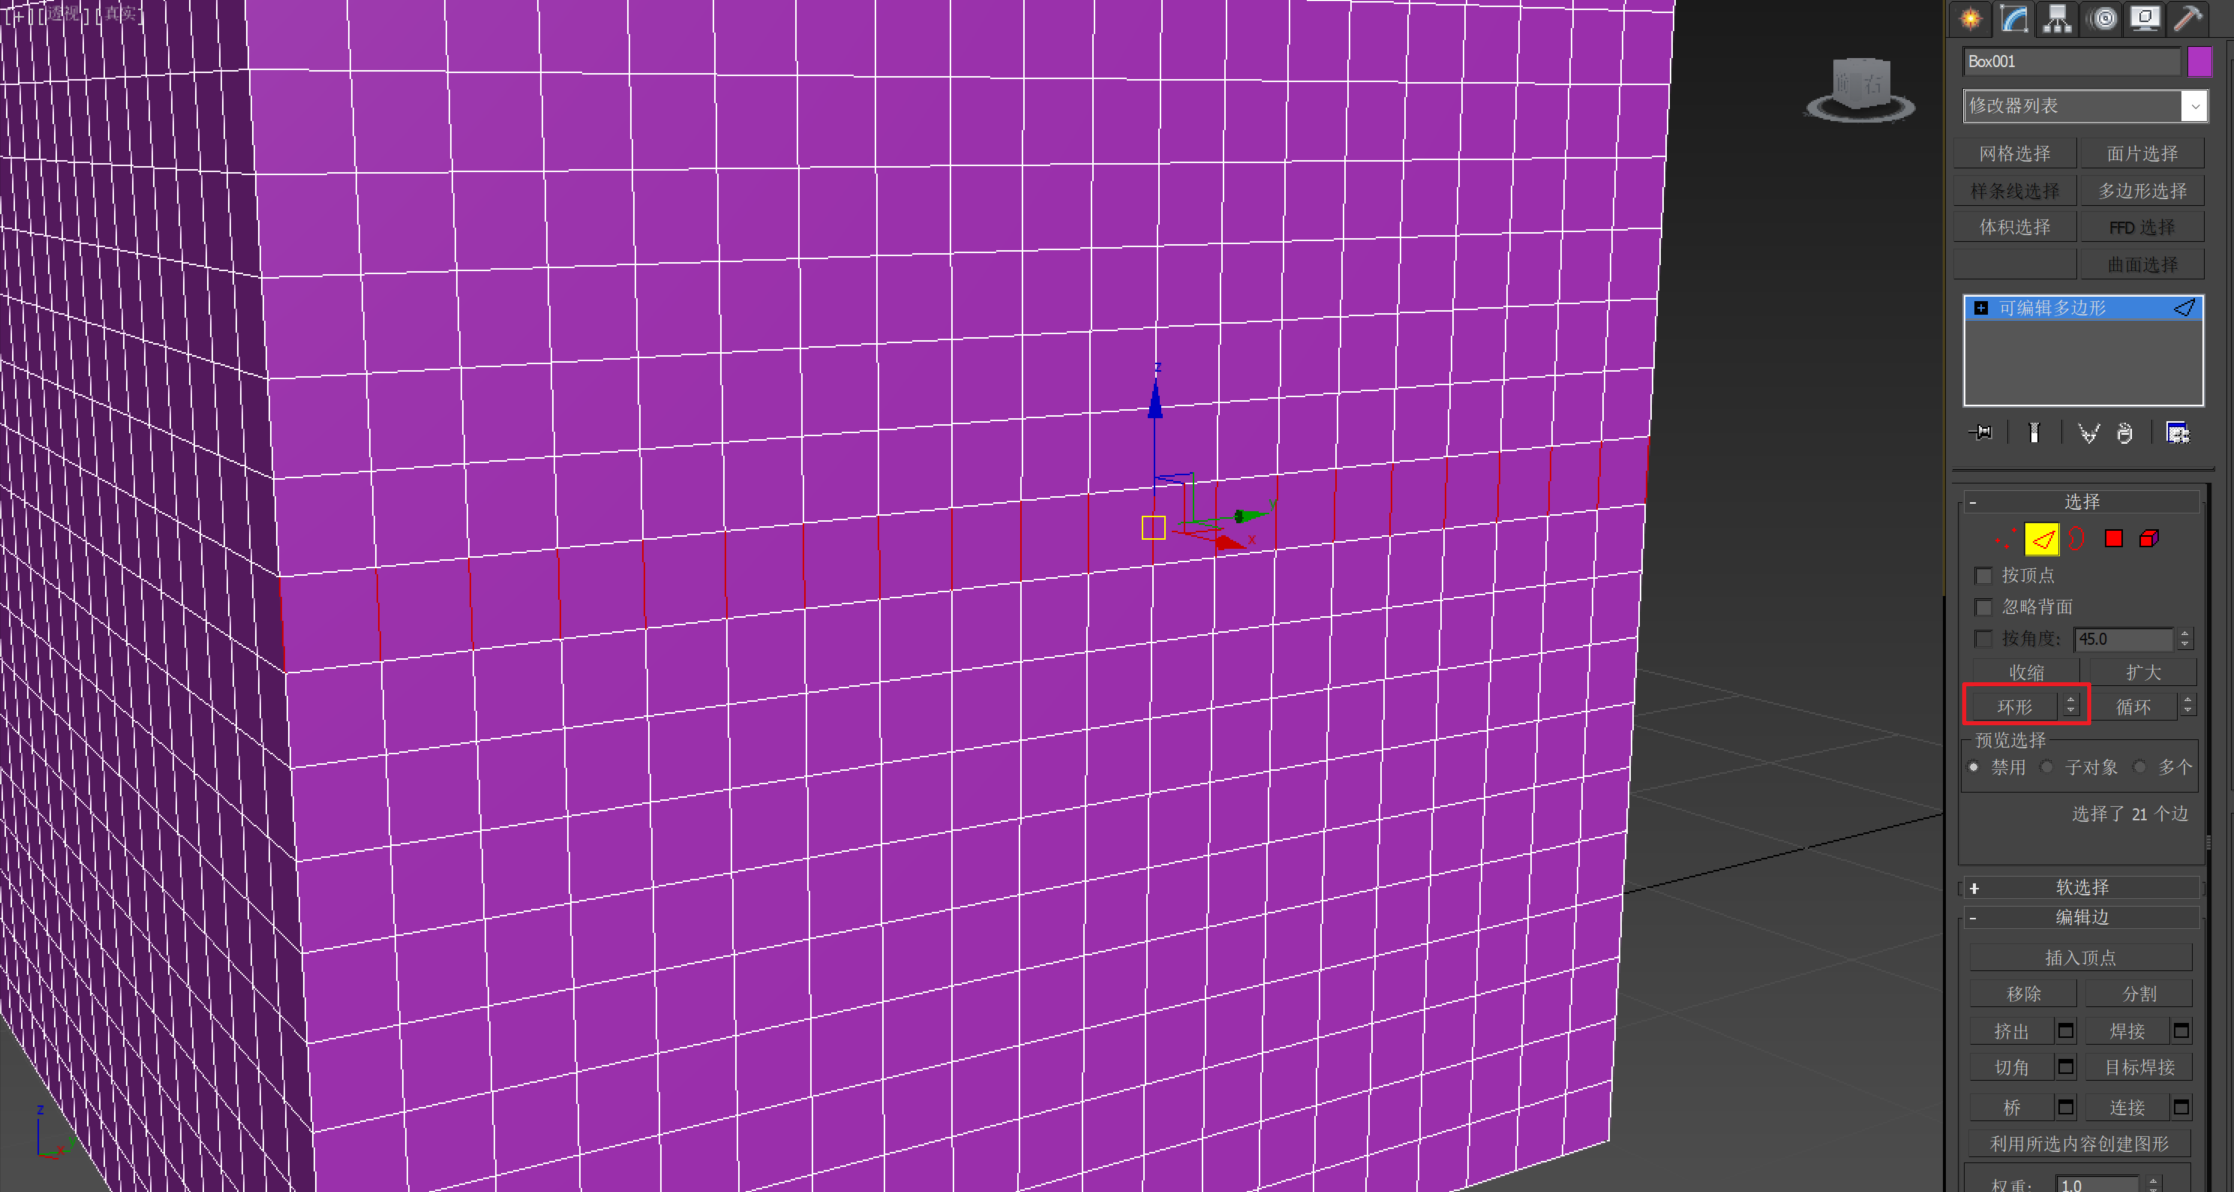 [+][透视][真实]
Box001
修改器列表
网格选择 面片选择
样条线选择 多边形选择
体积选择 FFD 选择
曲面选择
可编辑多边形
- 选择
按顶点
忽略背面
按角度: 45.0
收缩 扩大
环形 循环
预览选择
禁用 子对象 多个
选择了 21 个边
+ 软选择
- 编辑边
插入顶点
移除 分割
挤出 焊接
切角 目标焊接
桥 连接
利用所选内容创建图形
权重: 1.0
z
y
x
z
y
x